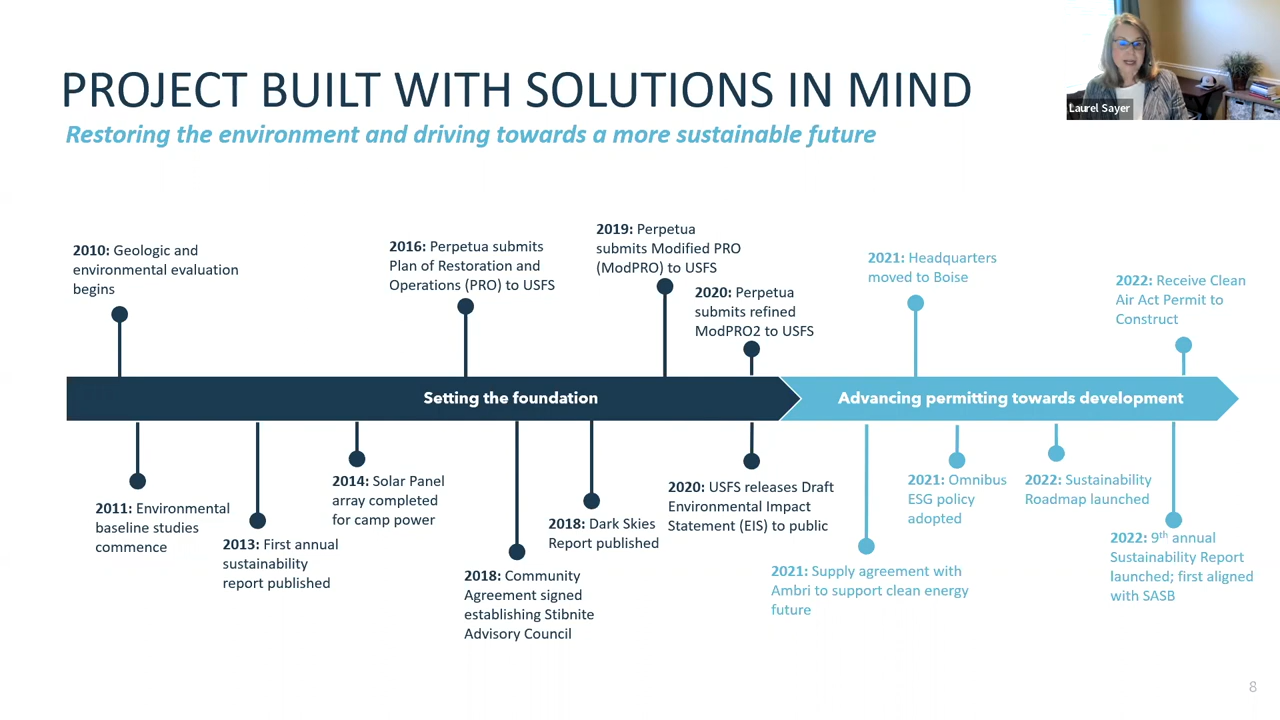 PROJECT BUILT WITH SOLUTIONS IN MIND
Restoring the environment and driving towards a more sustainable future
Laurel Sayer
2010: Geologic and
environmental evaluation
begins
2016: Perpetua submits
Plan of Restoration and
Operations (PRO) to USFS
2019: Perpetua
submits Modified PRO
(ModPRO) to USFS
2020: Perpetua
submits refined
ModPRO2 to USFS
2021: Headquarters
moved to Boise
2022: Receive Clean
Air Act Permit to
Construct
Setting the foundation
Advancing permitting towards development
2011: Environmental
baseline studies
commence
2013: First annual
sustainability
report published
2014: Solar Panel
array completed
for camp power
2018: Community
Agreement signed
establishing Stibnite
Advisory Council
2018: Dark Skies
Report published
2020: USFS releases Draft
Environmental Impact
Statement (EIS) to public
2021: Supply agreement with
Ambri to support clean energy
future
2021: Omnibus
ESG policy
adopted
2022: Sustainability
Roadmap launched
2022: 9th annual
Sustainability Report
launched; first aligned
with SASB
8